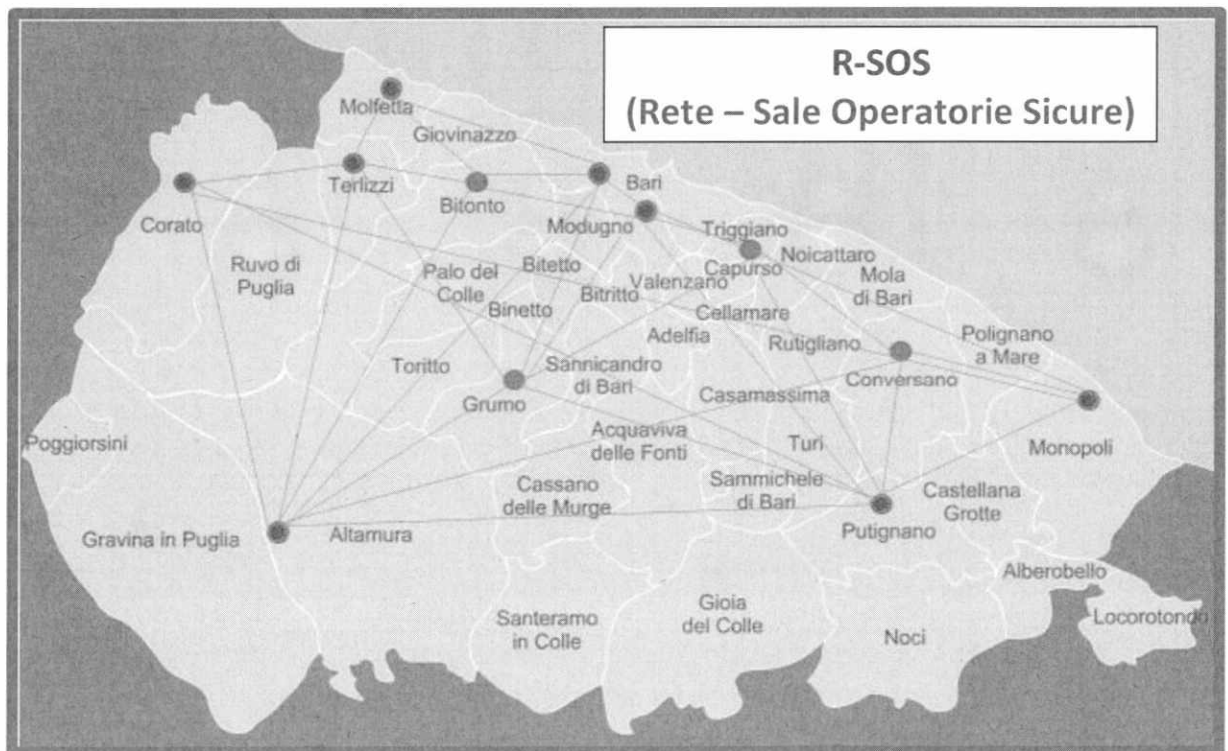 R-SOS
(Rete – Sale Operatorie Sicure)
Molfetta
Giovinazzo
Terlizzi
Bitonto
Bari
Corato
Modugno
Triggiano
Noicattaro
Ruvo di
Puglia
Palo del
Colle
Bitetto
Valenzano
Capurso
Mola
di Bari
Binetto
Bitritto
Cellamare
Adelfia
Rutigliano
Polignano
a Mare
Toritto
Sannicandro
di Bari
Conversano
Grumo
Casamassima
Poggiorsini
Acquaviva
delle Fonti
Turi
Monopoli
Cassano
delle Murge
Sammichele
di Bari
Castellana
Grotte
Gravina in Puglia
Altamura
Putignano
Alberobello
Santeramo
in Colle
Gioia
del Colle
Noci
Locorotondo